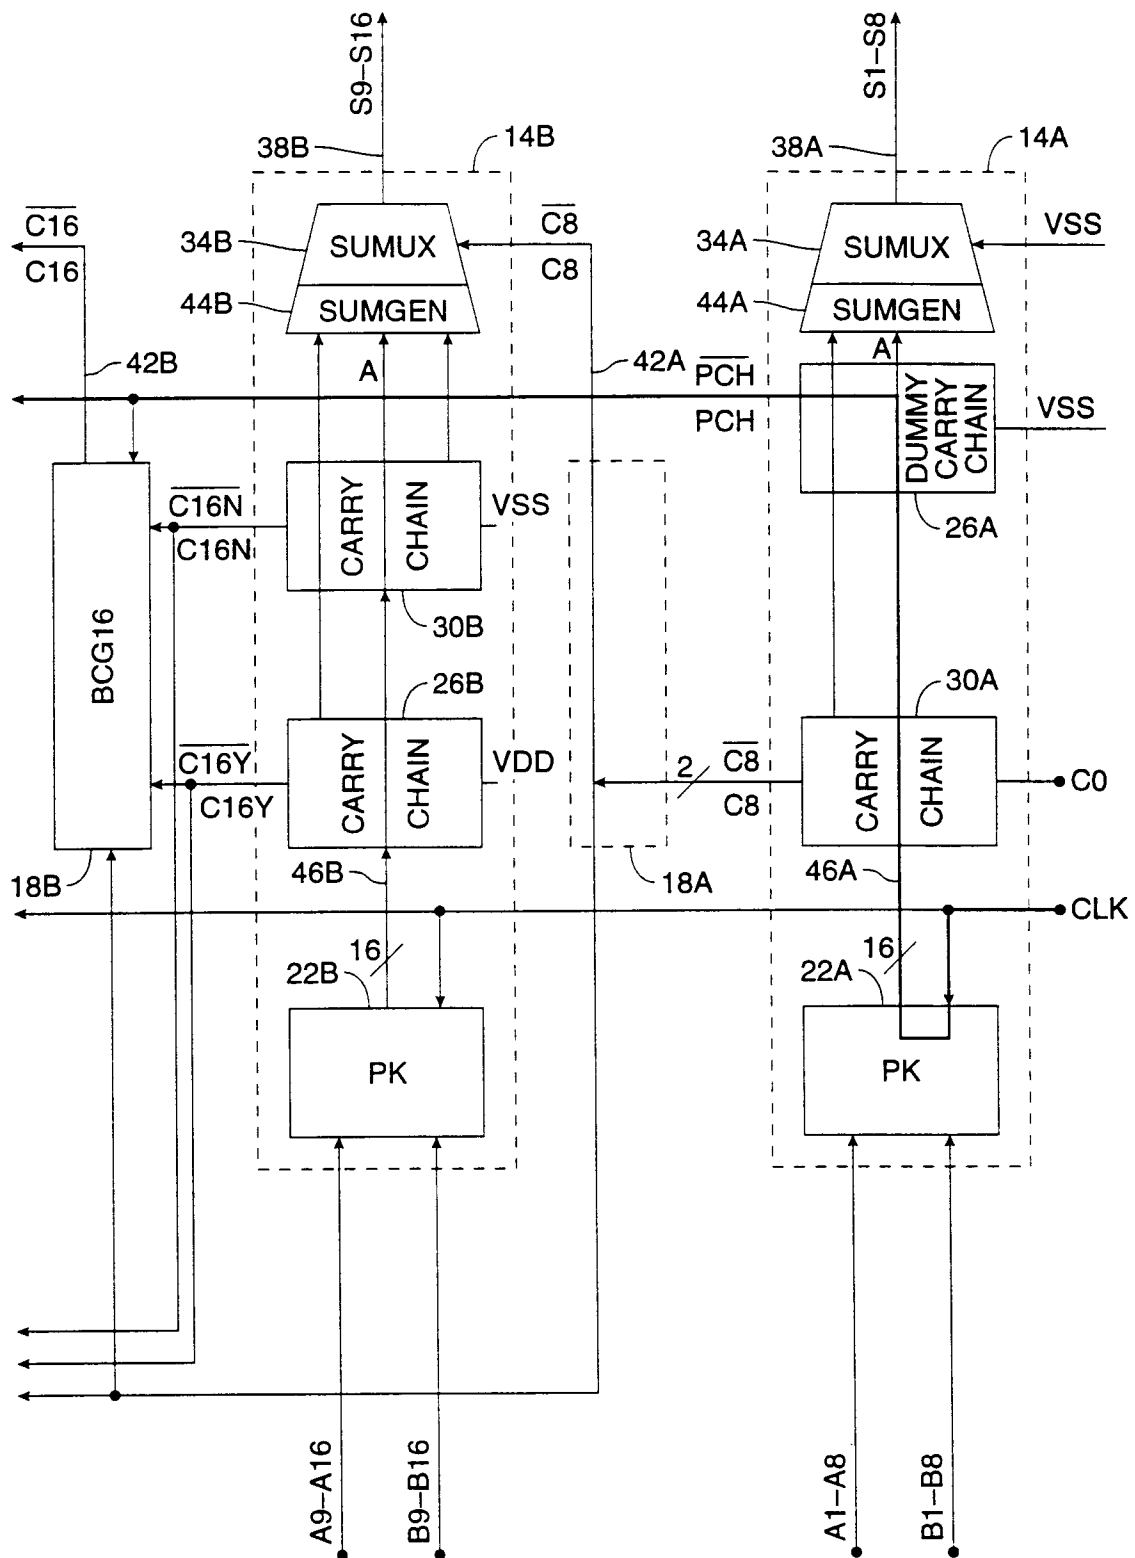 S9–S16
S1–S8
38B
14B
38A
14A
C16
C16
34B
SUMUX
C8
C8
34A
SUMUX
VSS
44B
SUMGEN
44A
SUMGEN
42B
A
42A
PCH
PCH
A
DUMMY
CARRY
CHAIN
VSS
C16N
C16N
CARRY
CHAIN
VSS
26A
BCG16
30B
26B
30A
C16Y
C16Y
CARRY
CHAIN
VDD
2
C8
C8
CARRY
CHAIN
C0
18B
46B
18A
46A
CLK
16
22B
16
22A
PK
PK
A9–A16
B9–B16
A1–A8
B1–B8